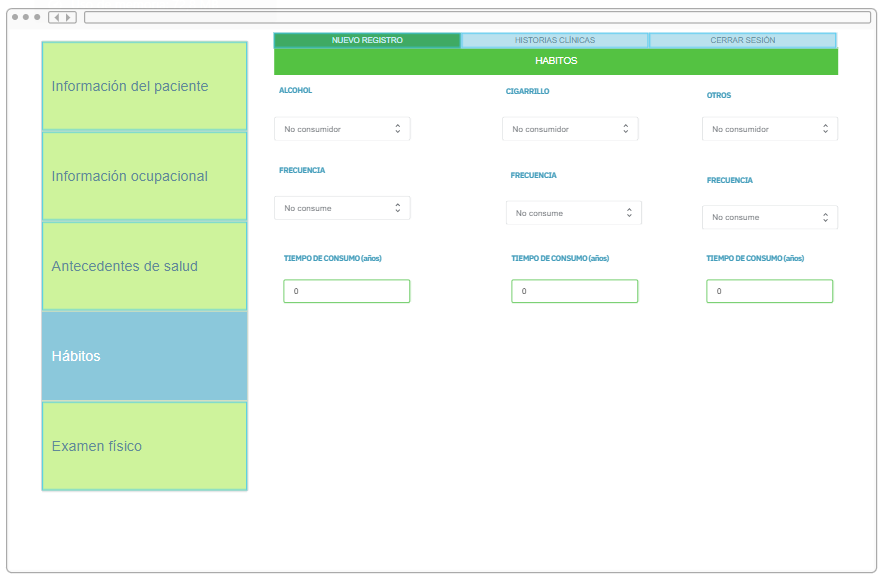 NUEVO REGISTRO
HISTORIAS CLÍNICAS
CERRAR SESIÓN
HABITOS
Información del paciente
Información ocupacional
Antecedentes de salud
Hábitos
Examen físico
ALCOHOL
CIGARRILLO
OTROS
No consumidor
No consumidor
No consumidor
FRECUENCIA
FRECUENCIA
FRECUENCIA
No consume
No consume
No consume
TIEMPO DE CONSUMO (años)
TIEMPO DE CONSUMO (años)
TIEMPO DE CONSUMO (años)
0
0
0